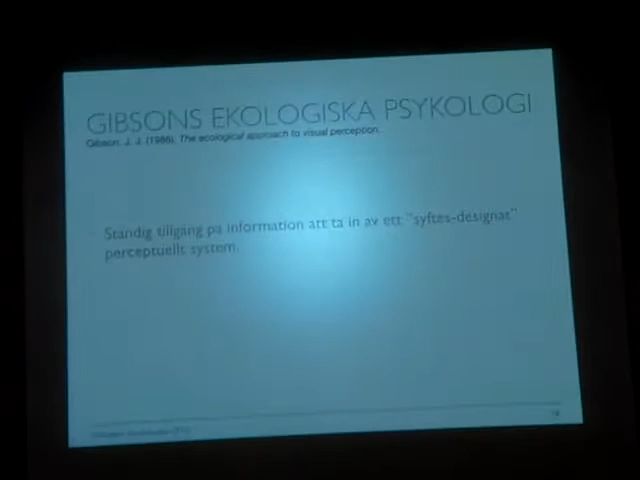 GIBSONS EKOLOGISKA PSYKOLOGI
Gibson, J. J. (1986). The ecological approach to visual perception.
Ständig tillgång på information att ta in av ett "syftes-designat"
perceptuellt system.